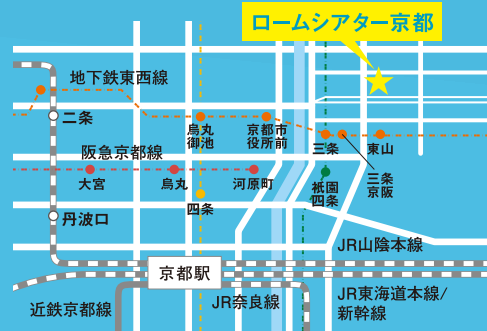 ロームシアター京都
地下鉄東西線
二条
烏丸
御池
京都市
役所前
三条
東山
三条
京阪
阪急京都線
大宮
烏丸
河原町
祇園
四条
四条
丹波口
京都駅
JR山陰本線
近鉄京都線
JR奈良線
JR東海道本線/
新幹線